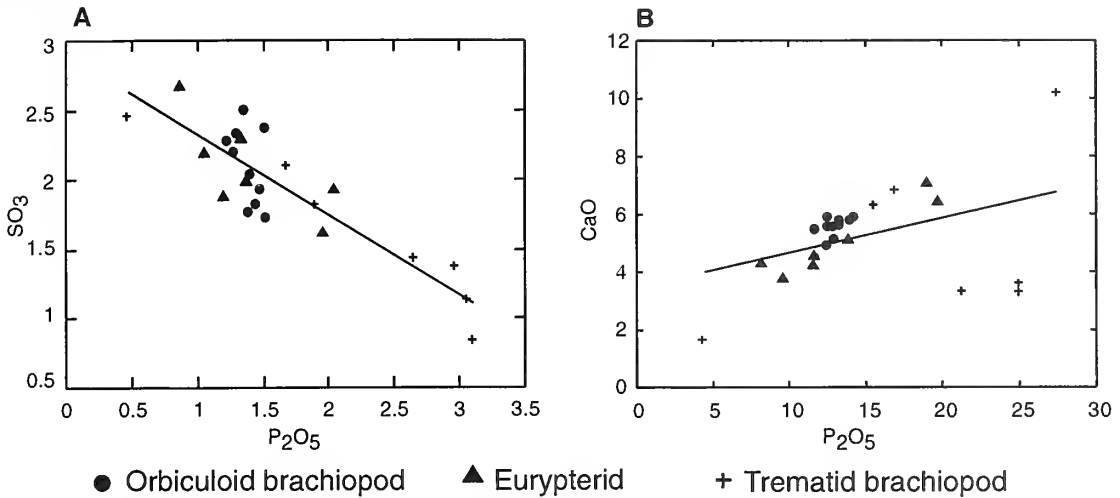 A
SO₃
3
2.5
2
1.5
1
0.5
0 0.5 1 1.5 2 2.5 3 3.5
P₂O₅
B
CaO
12
10
8
6
4
2
0
0 5 10 15 20 25 30
P₂O₅
Orbiculoid brachiopod Eurypterid Trematid brachiopod